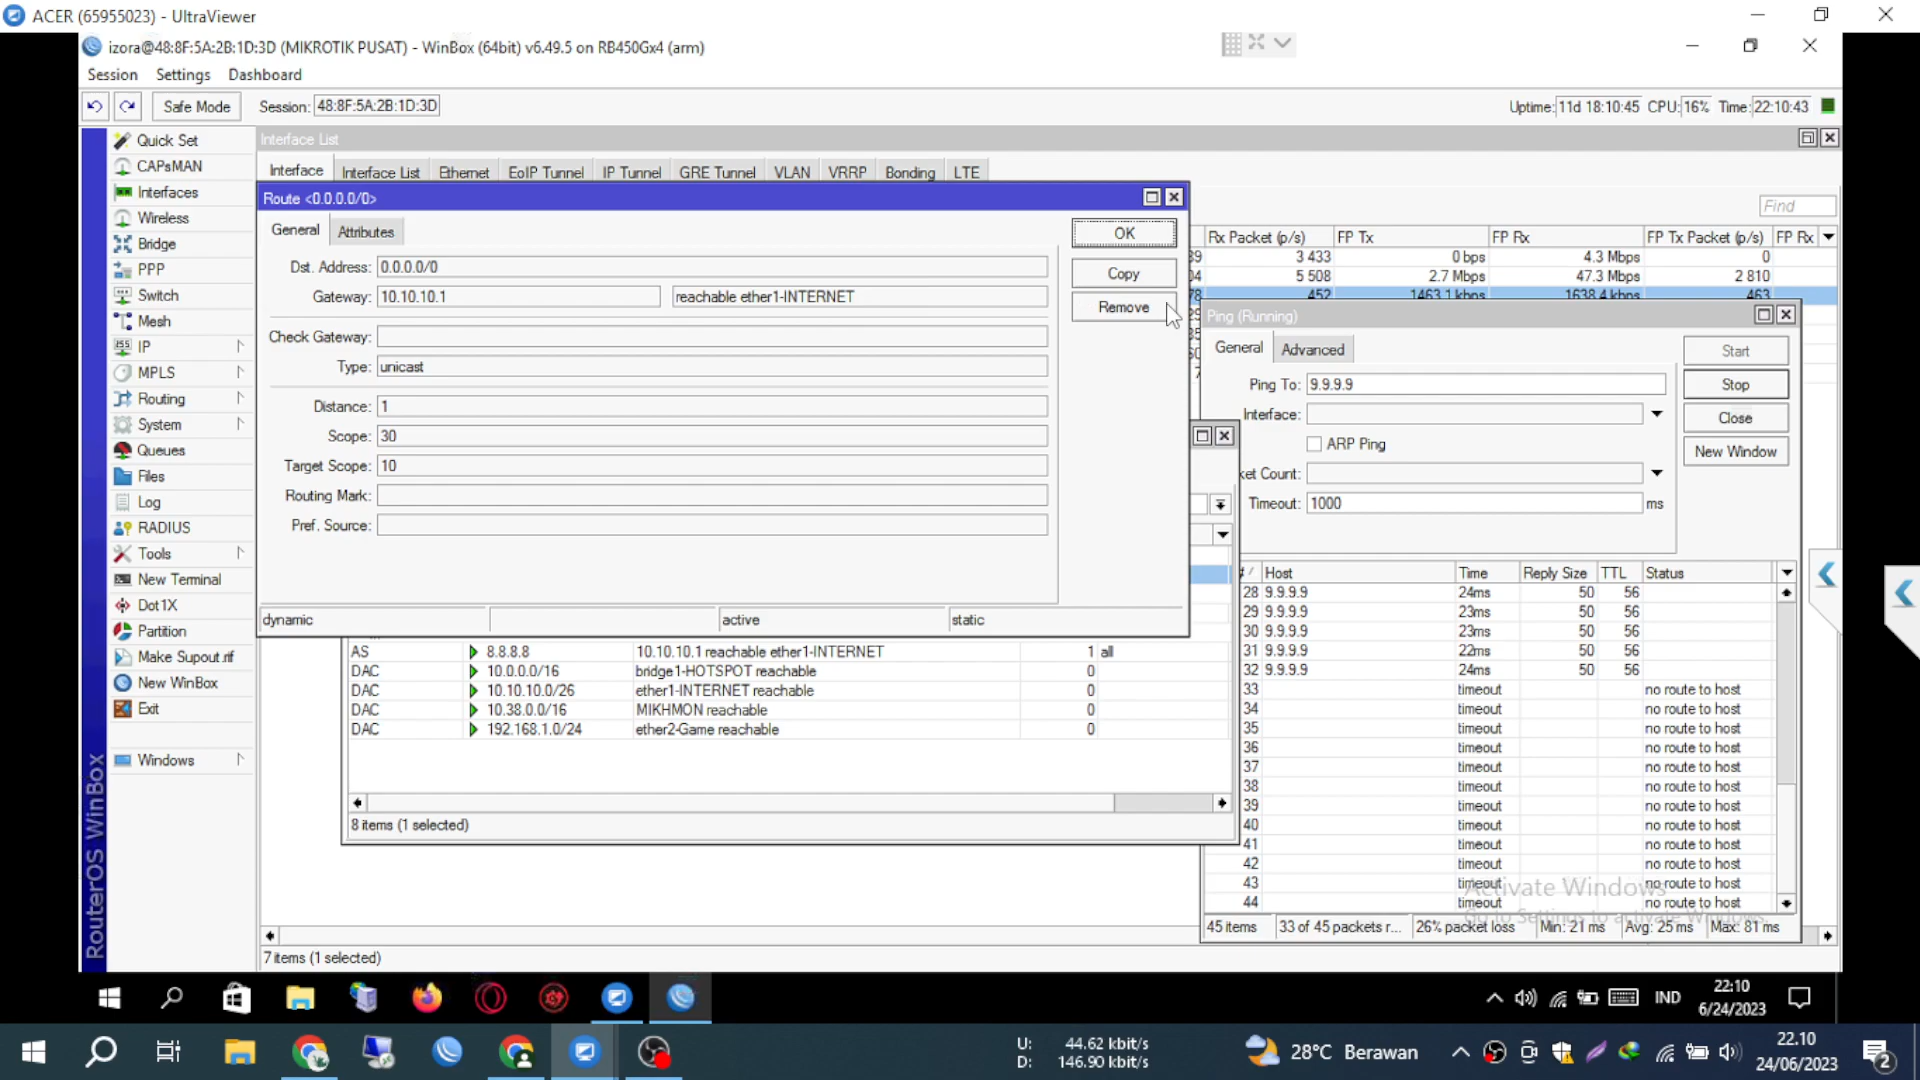 ACER (65955023) - UltraViewer
izora@48:8F:5A:2B:1D:3D (MIKROTIK PUSAT) - WinBox (64bit) v6.49.5 on RB450Gx4 (arm)
Session Settings Dashboard
Safe Mode Session: 48:8F:5A:2B:1D:3D Uptime: 11d 18:10:45 CPU: 16% Time: 22:10:43
Quick Set
CAPsMAN
Interfaces
Wireless
Bridge
PPP
Switch
Mesh
IP
MPLS
Routing
System
Queues
Files
Log
RADIUS
Tools
New Terminal
Dot1X
Partition
Make Supout.rif
New WinBox
Exit
Windows
RouterOS WinBox
Interface List
Interface Interface List Ethernet EoIP Tunnel IP Tunnel GRE Tunnel VLAN VRRP Bonding LTE
Find
Rx Packet (p/s) FP Tx FP Rx FP Tx Packet (p/s) FP Rx
3 433 0 bps 4.3 Mbps 0
5 508 2.7 Mbps 47.3 Mbps 2 810
452 1463.1 kbps 1638.4 kbps 463
Route <0.0.0.0/0>
General Attributes
Dst. Address: 0.0.0.0/0
Gateway: 10.10.10.1 reachable ether1-INTERNET
Check Gateway:
Type: unicast
Distance: 1
Scope: 30
Target Scope: 10
Routing Mark:
Pref. Source:
OK
Copy
Remove
dynamic active static
AS 8.8.8.8 10.10.10.1 reachable ether1-INTERNET 1 all
DAC 10.0.0.0/16 bridge1-HOTSPOT reachable 0
DAC 10.10.10.0/26 ether1-INTERNET reachable 0
DAC 10.38.0.0/16 MIKHMON reachable 0
DAC 192.168.1.0/24 ether2-Game reachable 0
8 items (1 selected)
7 items (1 selected)
Ping (Running)
General Advanced
Ping To: 9.9.9.9
Interface:
ARP Ping
ket Count:
Timeout: 1000 ms
Start
Stop
Close
New Window
# Host Time Reply Size TTL Status
28 9.9.9.9 24ms 50 56
29 9.9.9.9 23ms 50 56
30 9.9.9.9 23ms 50 56
31 9.9.9.9 22ms 50 56
32 9.9.9.9 24ms 50 56
33 timeout no route to host
34 timeout no route to host
35 timeout no route to host
36 timeout no route to host
37 timeout no route to host
38 timeout no route to host
39 timeout no route to host
40 timeout no route to host
41 timeout no route to host
42 timeout no route to host
43 timeout no route to host
44 timeout no route to host
Activate Windows
Go to Settings to activate Windows.
45 items 33 of 45 packets r... 26% packet loss Min: 21 ms Avg: 25 ms Max: 81 ms
IND 22:10
6/24/2023
U: 44.62 kbit/s
D: 146.90 kbit/s
28°C Berawan
22.10
24/06/2023
2